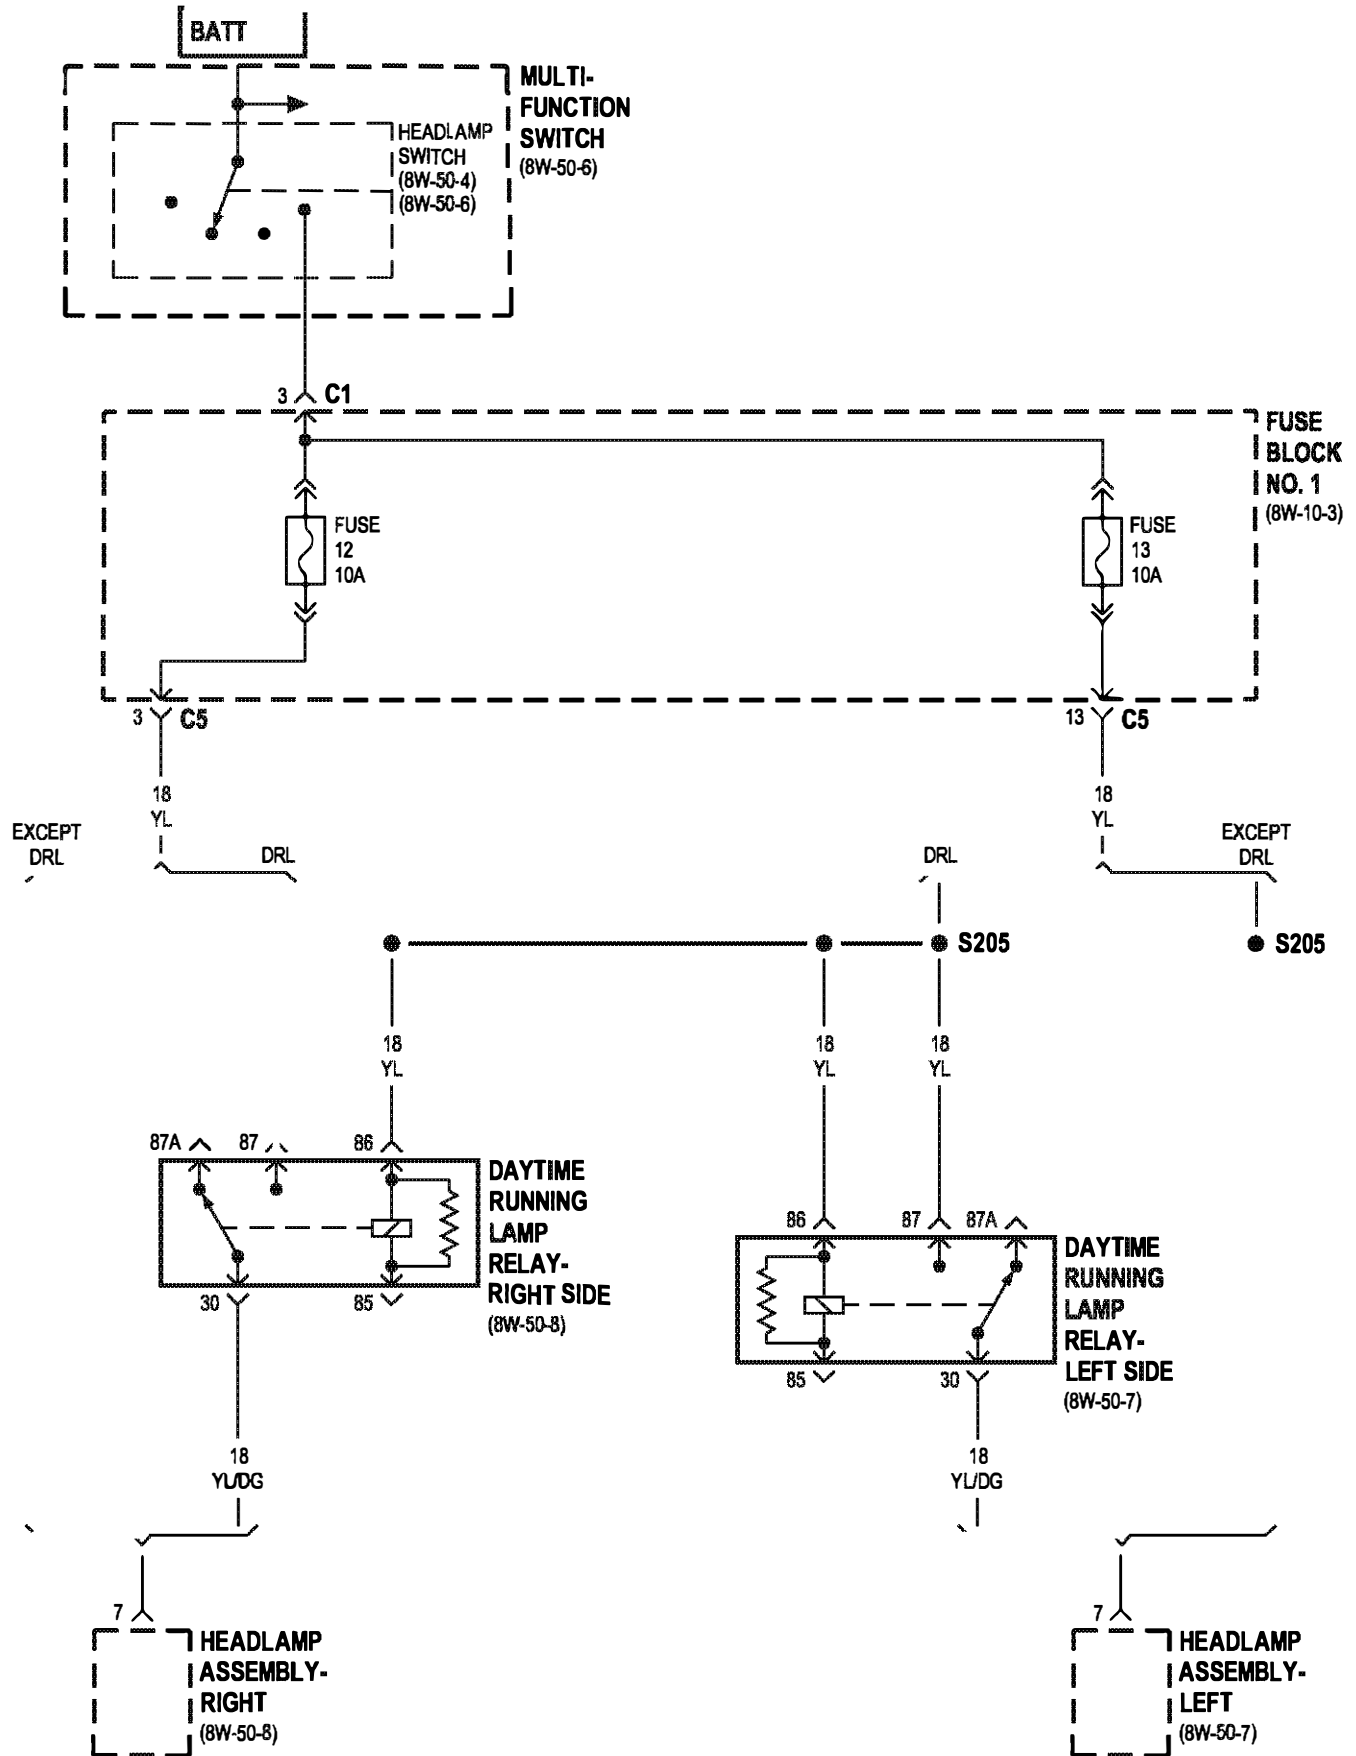 BATT
MULTI-
FUNCTION
SWITCH
(8W-50-6)
HEADLAMP
SWITCH
(8W-50-4)
(8W-50-6)
3 C1
FUSE
BLOCK
NO. 1
(8W-10-3)
FUSE
12
10A
FUSE
13
10A
3 C5
13 C5
18
YL
18
YL
EXCEPT
DRL
DRL
DRL
EXCEPT
DRL
S205
S205
18
YL
18
YL
18
YL
87A 87 86
DAYTIME
RUNNING
LAMP
RELAY-
RIGHT SIDE
(8W-50-8)
30 85
86 87 87A
DAYTIME
RUNNING
LAMP
RELAY-
LEFT SIDE
(8W-50-7)
85 30
18
YL/DG
18
YL/DG
7
HEADLAMP
ASSEMBLY-
RIGHT
(8W-50-8)
7
HEADLAMP
ASSEMBLY-
LEFT
(8W-50-7)